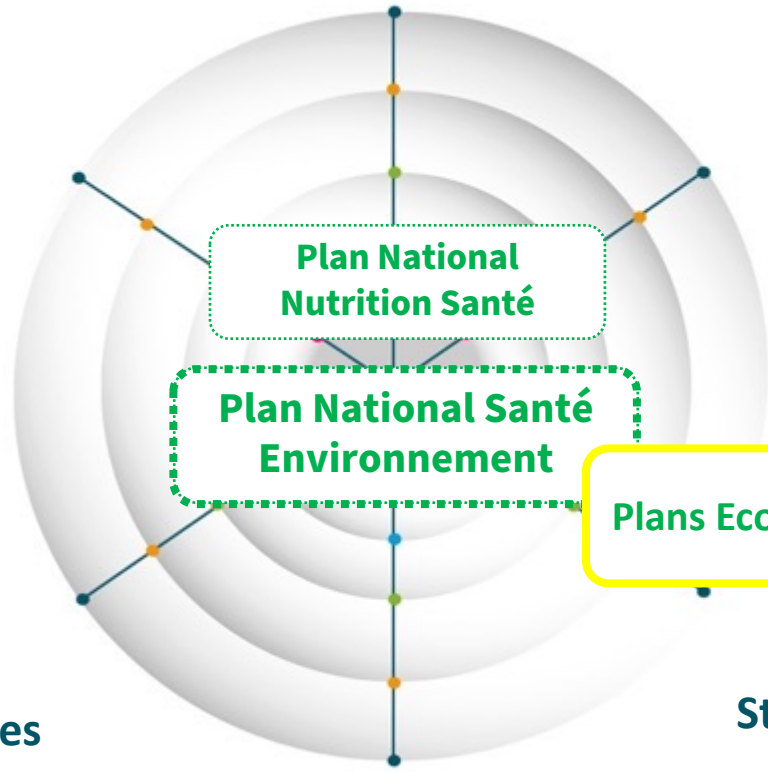 Plan National
Nutrition Santé
Plan National Santé
Environnement
Plans Eco
St
es